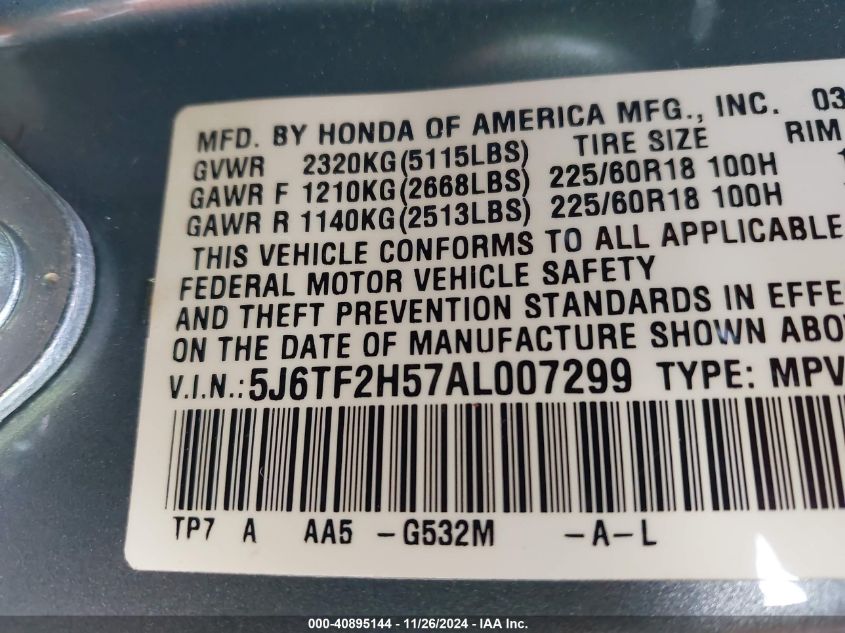 MFD. BY HONDA OF AMERICA MFG., INC. 03
GVWR 2320KG(5115LBS) TIRE SIZE RIM
GAWR F 1210KG(2668LBS) 225/60R18 100H
GAWR R 1140KG(2513LBS) 225/60R18 100H
THIS VEHICLE CONFORMS TO ALL APPLICABLE
FEDERAL MOTOR VEHICLE SAFETY
AND THEFT PREVENTION STANDARDS IN EFFE
ON THE DATE OF MANUFACTURE SHOWN ABO
V.I.N.: 5J6TF2H57AL007299 TYPE: MPV
TP7 A AA5 -G532M -A-L
000-40895144 - 11/26/2024 - IAA Inc.